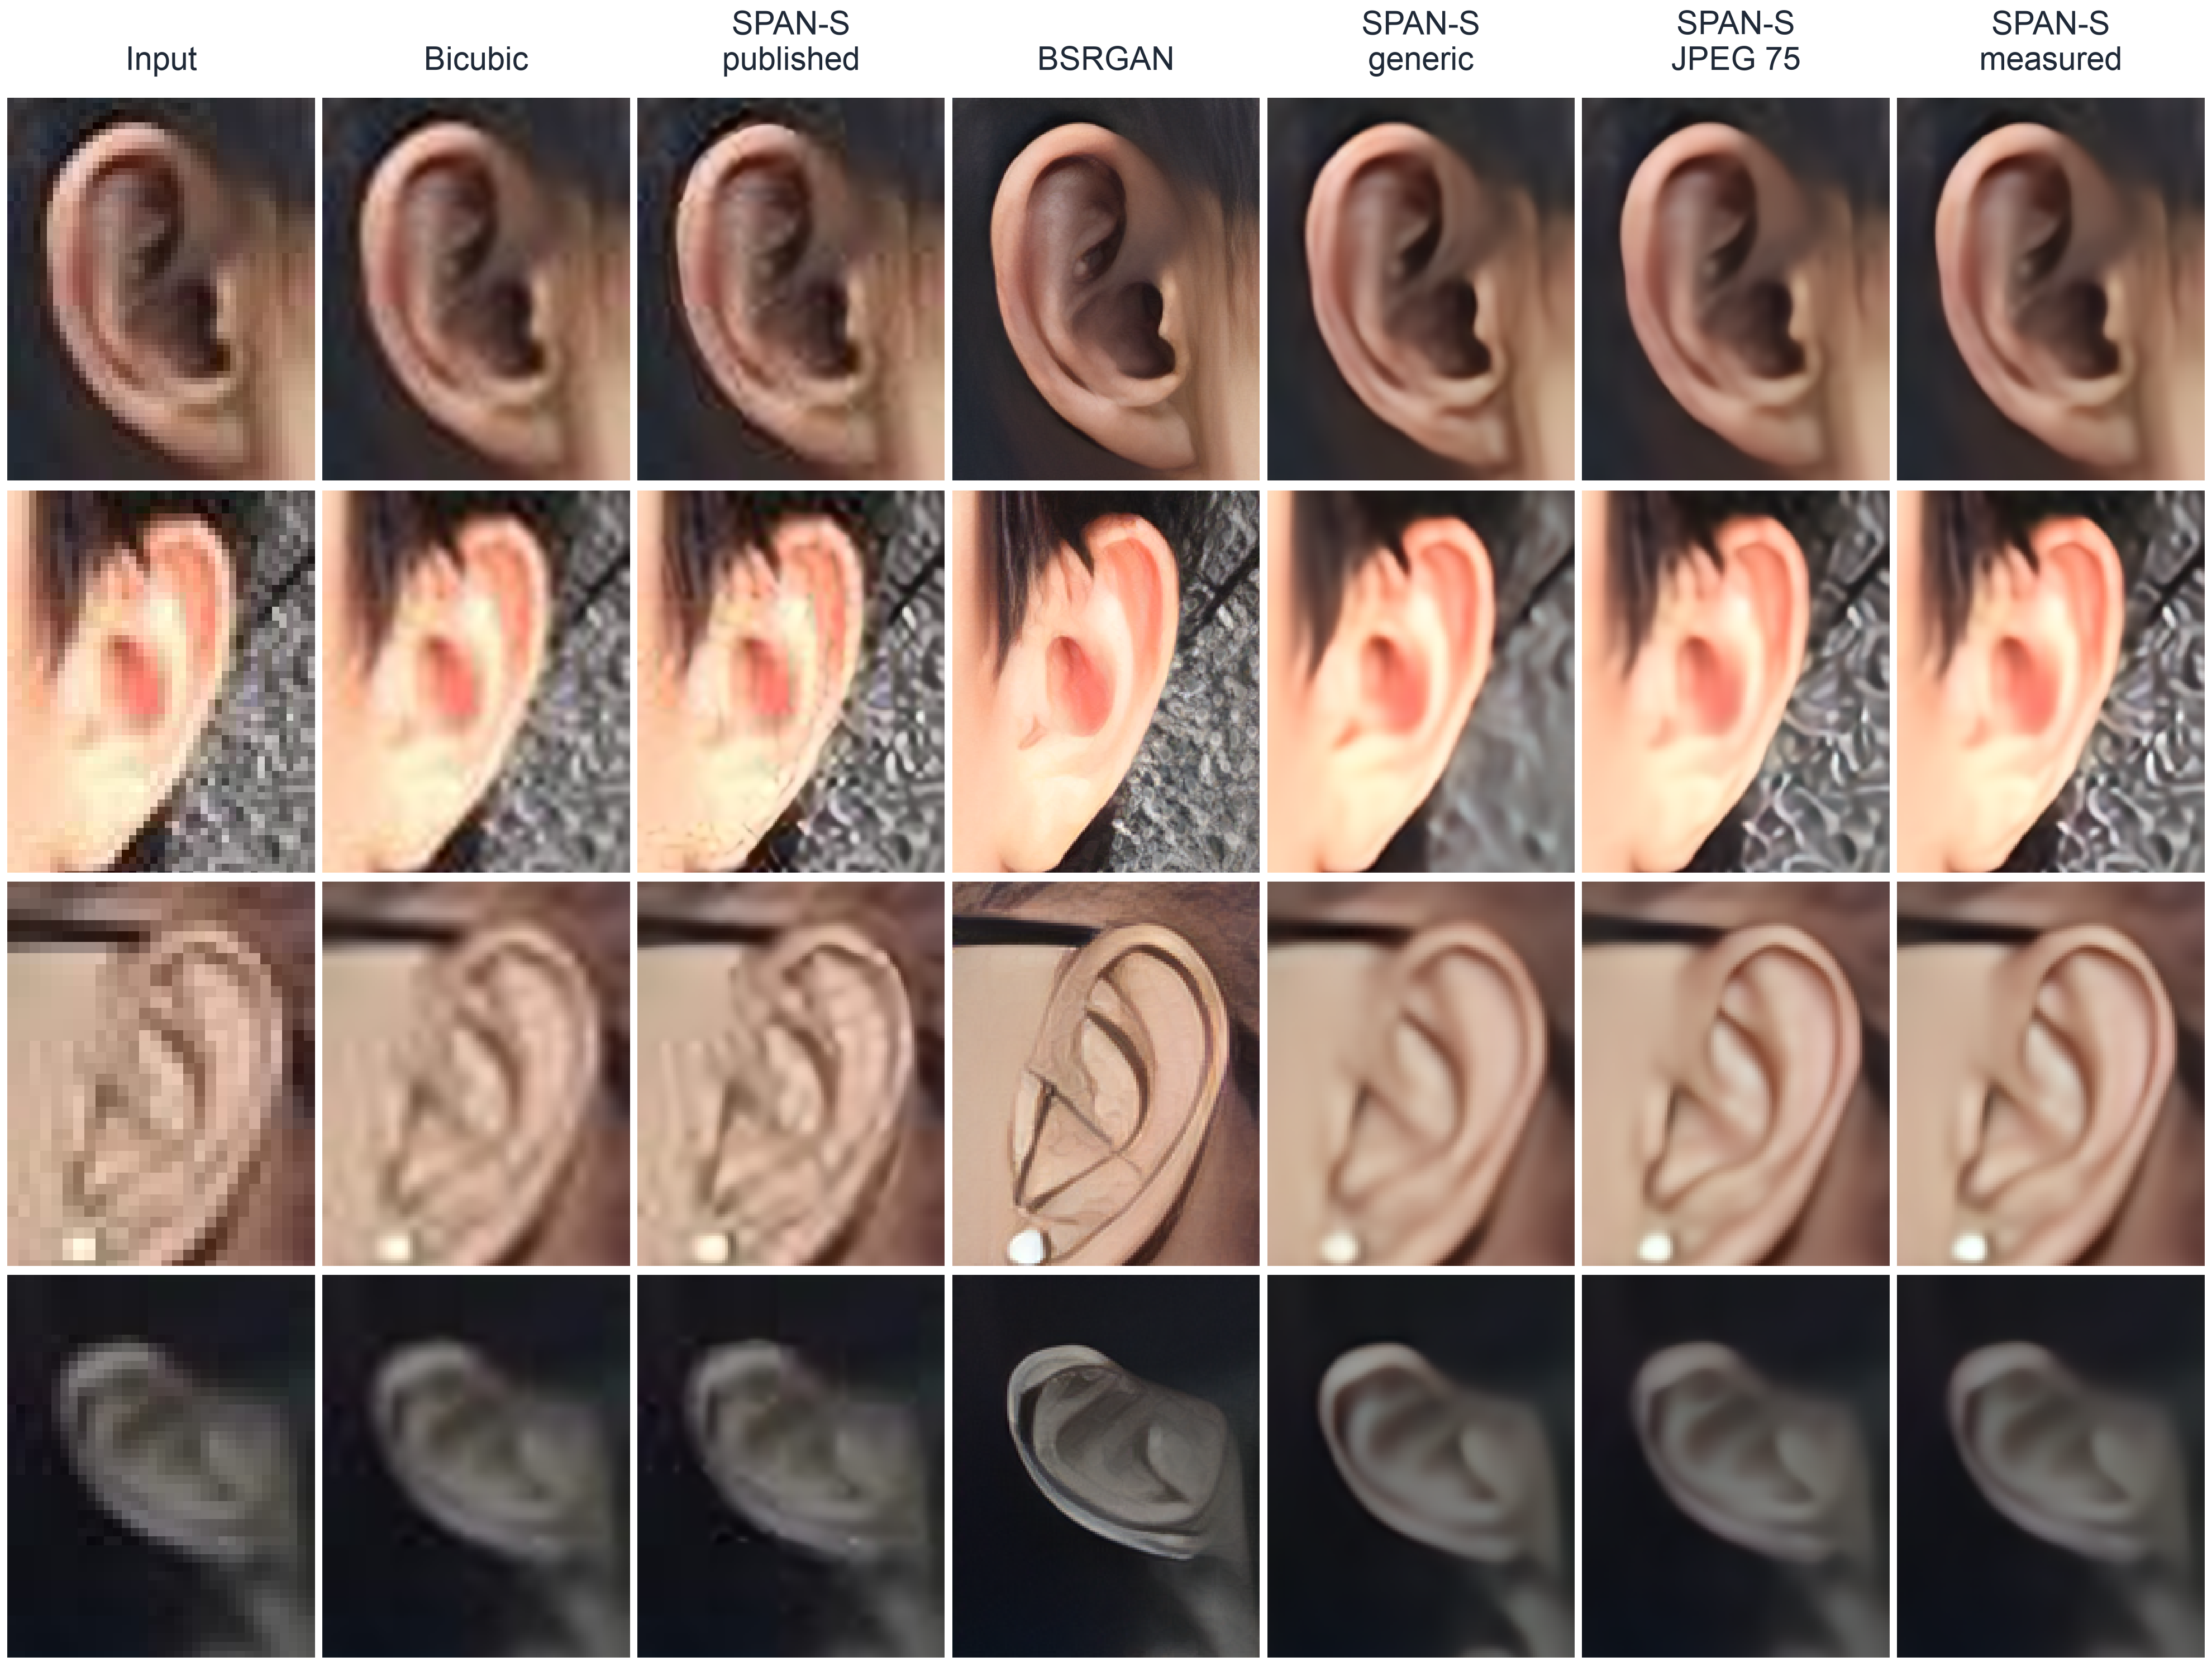 Input
Bicubic
SPAN-S
published
BSRGAN
SPAN-S
generic
SPAN-S
JPEG 75
SPAN-S
measured